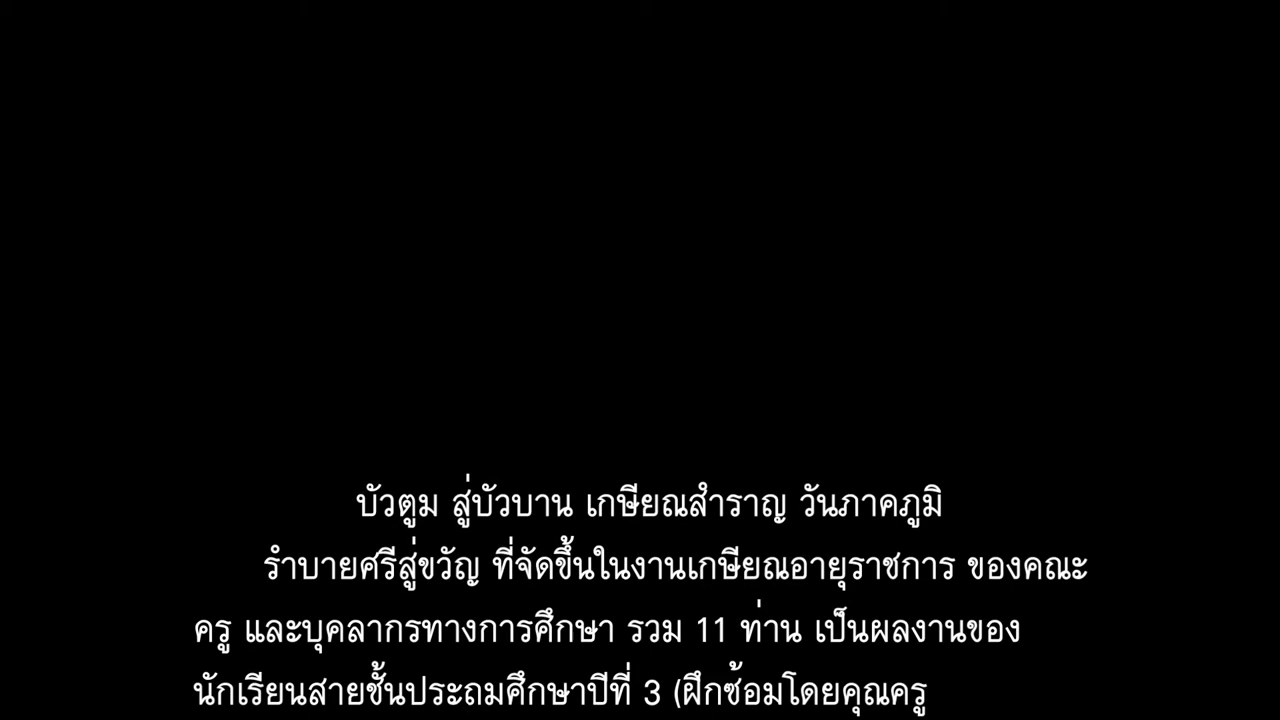 บัวตูม สู่บัวบาน เกษียณสำราญ วันภาคภูมิ
รำบายศรีสู่ขวัญ ที่จัดขึ้นในงานเกษียณอายุราชการ ของคณะ
ครู และบุคลากรทางการศึกษา รวม 11 ท่าน เป็นผลงานของ
นักเรียนสายชั้นประถมศึกษาปีที่ 3 (ฝึกซ้อมโดยคุณครู